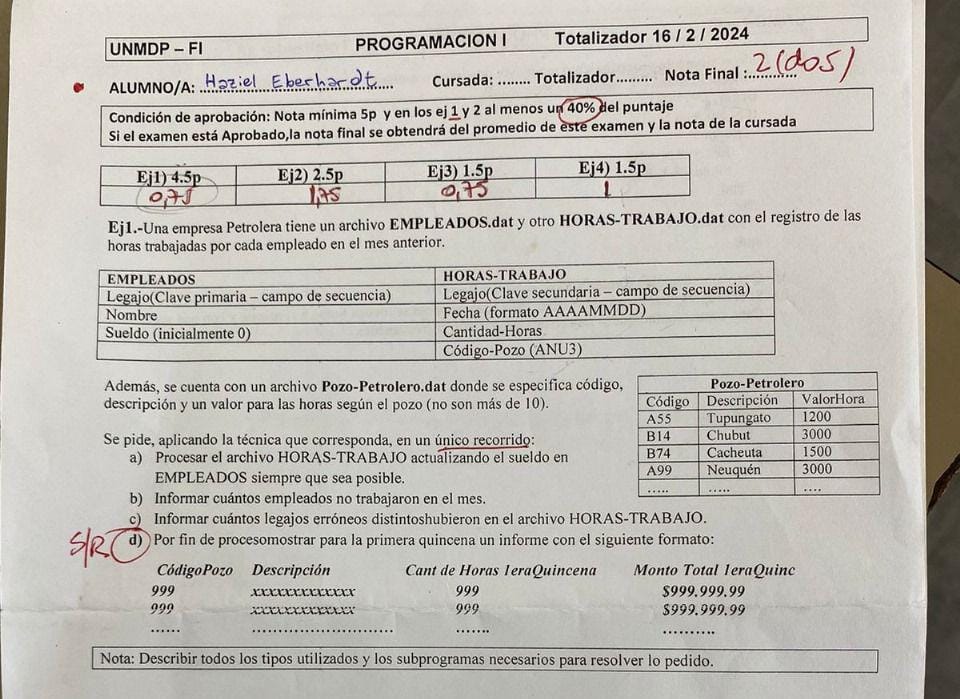 UNMDP – FI PROGRAMACION I Totalizador 16 / 2 / 2024
ALUMNO/A: Haziel Eberhardt Cursada: ........ Totalizador......... Nota Final :2 (dos)
Condición de aprobación: Nota mínima 5p y en los ej 1 y 2 al menos un 40% del puntaje
Si el examen está Aprobado,la nota final se obtendrá del promedio de este examen y la nota de la cursada
Ej1) 4.5p Ej2) 2.5p Ej3) 1.5p Ej4) 1.5p
0,75 1,75 0,75 1
Ej1.-Una empresa Petrolera tiene un archivo EMPLEADOS.dat y otro HORAS-TRABAJO.dat con el registro de las
horas trabajadas por cada empleado en el mes anterior.
EMPLEADOS HORAS-TRABAJO
Legajo(Clave primaria – campo de secuencia) Legajo(Clave secundaria – campo de secuencia)
Nombre Fecha (formato AAAAMMDD)
Sueldo (inicialmente 0) Cantidad-Horas
Código-Pozo (ANU3)
Además, se cuenta con un archivo Pozo-Petrolero.dat donde se especifica código,
descripción y un valor para las horas según el pozo (no son más de 10).
Pozo-Petrolero
Código Descripción ValorHora
A55 Tupungato 1200
B14 Chubut 3000
B74 Cacheuta 1500
A99 Neuquén 3000
..... ..... ....
Se pide, aplicando la técnica que corresponda, en un único recorrido:
a) Procesar el archivo HORAS-TRABAJO actualizando el sueldo en
EMPLEADOS siempre que sea posible.
b) Informar cuántos empleados no trabajaron en el mes.
c) Informar cuántos legajos erróneos distintoshubieron en el archivo HORAS-TRABAJO.
S/R d) Por fin de procesomostrar para la primera quincena un informe con el siguiente formato:
CódigoPozo Descripción Cant de Horas 1eraQuincena Monto Total 1eraQuinc
999 xxxxxxxxxxxxx 999 $999.999.99
999 xxxxxxxxxxxxx 999 $999.999.99
...... ............................ ....... ..........
Nota: Describir todos los tipos utilizados y los subprogramas necesarios para resolver lo pedido.